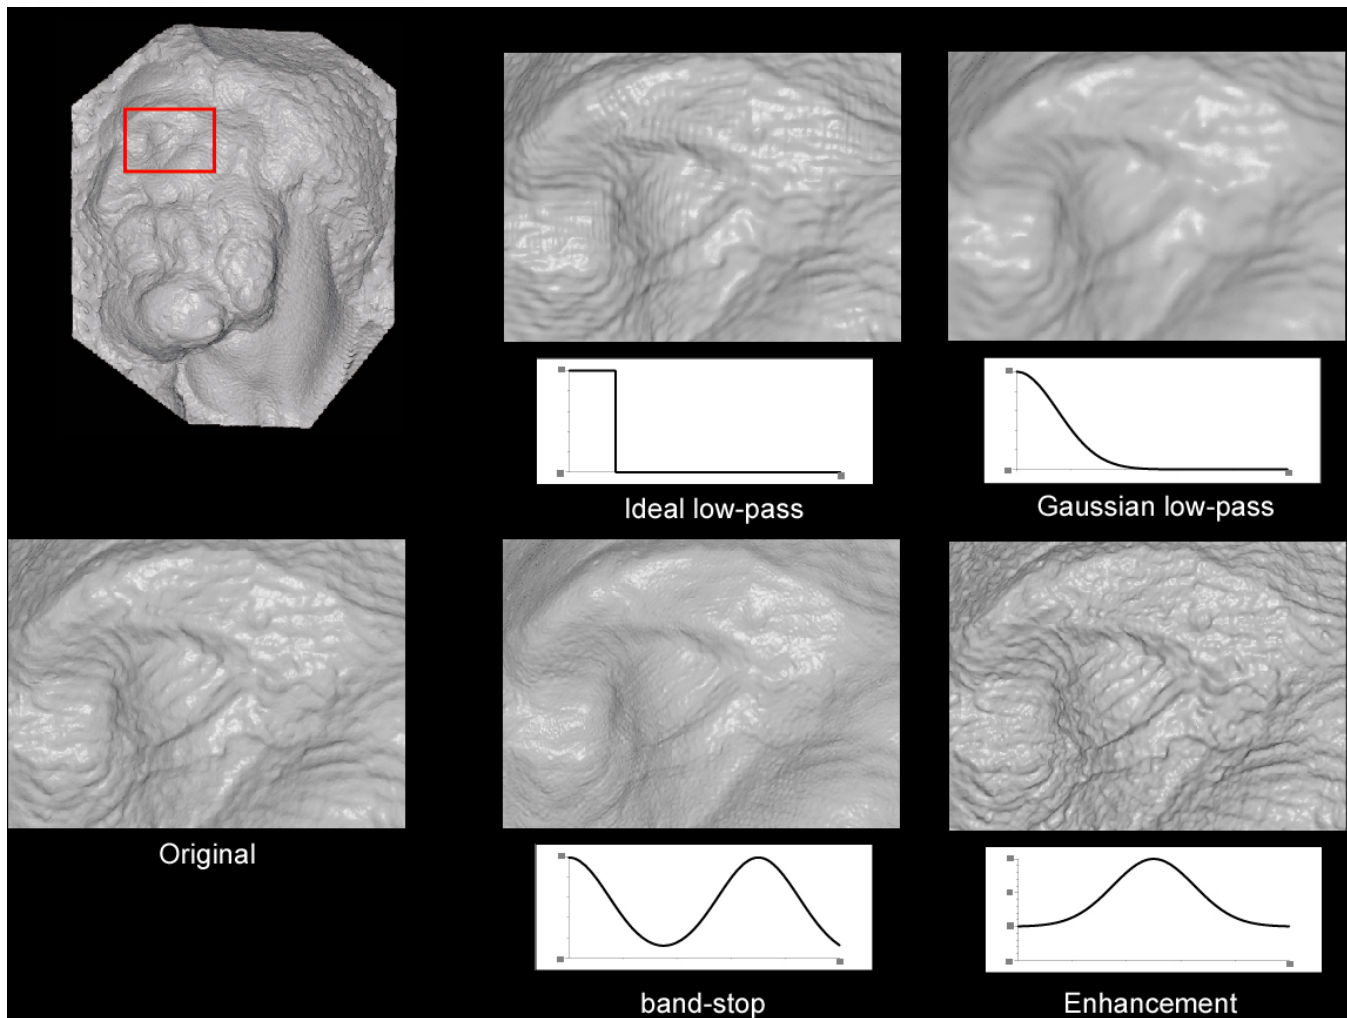 Ideal low-pass
Gaussian low-pass
Original
band-stop
Enhancement